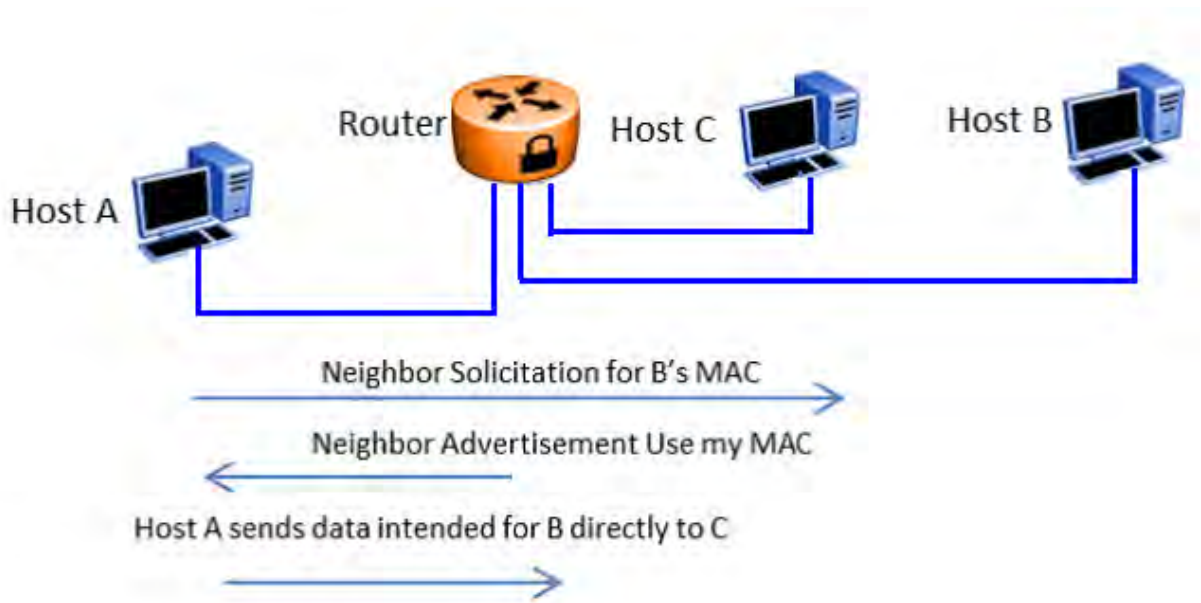 Router
Host C
Host B
Host A
Neighbor Solicitation for B's MAC
Neighbor Advertisement Use my MAC
Host A sends data intended for B directly to C